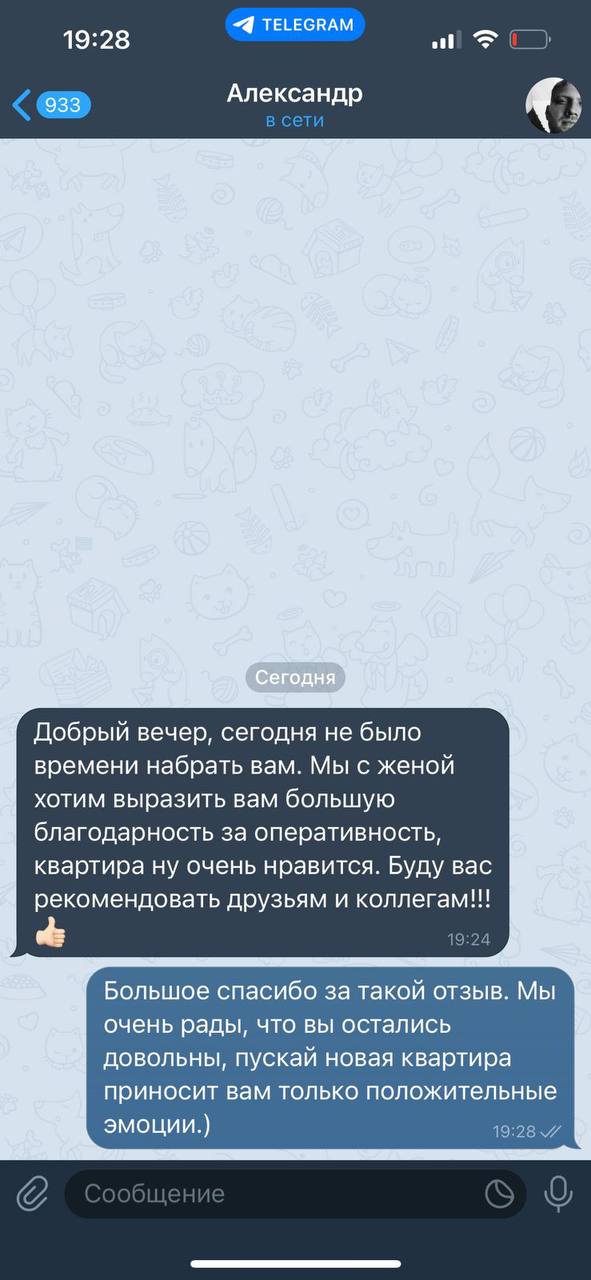 19:28
TELEGRAM
933
Александр
в сети
Сегодня
Добрый вечер, сегодня не было
времени набрать вам. Мы с женой
хотим выразить вам большую
благодарность за оперативность,
квартира ну очень нравится. Буду вас
рекомендовать друзьям и коллегам!!!
👍🏻
19:24
Большое спасибо за такой отзыв. Мы
очень рады, что вы остались
довольны, пускай новая квартира
приносит вам только положительные
эмоции.)
19:28
Сообщение